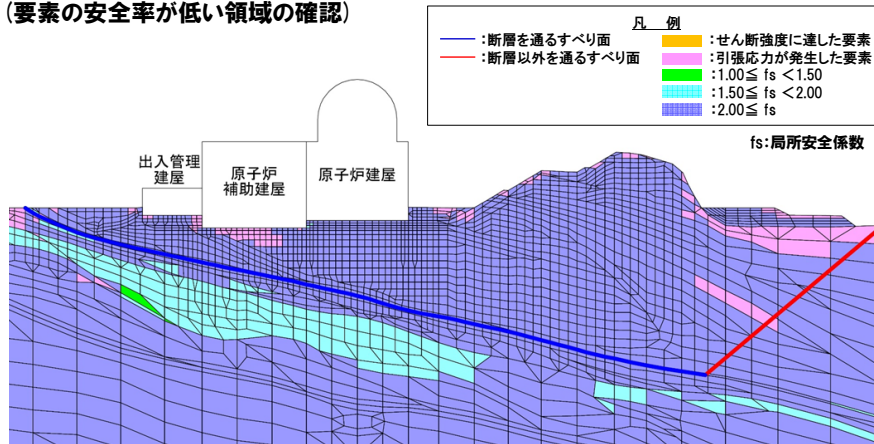 (要素の安全率が低い領域の確認)
凡 例
:断層を通るすべり面
:断層以外を通るすべり面
:せん断強度に達した要素
:引張応力が発生した要素
:1.00≦ fs <1.50
:1.50≦ fs <2.00
:2.00≦ fs
fs:局所安全係数
出入管理
建屋
原子炉
補助建屋
原子炉建屋